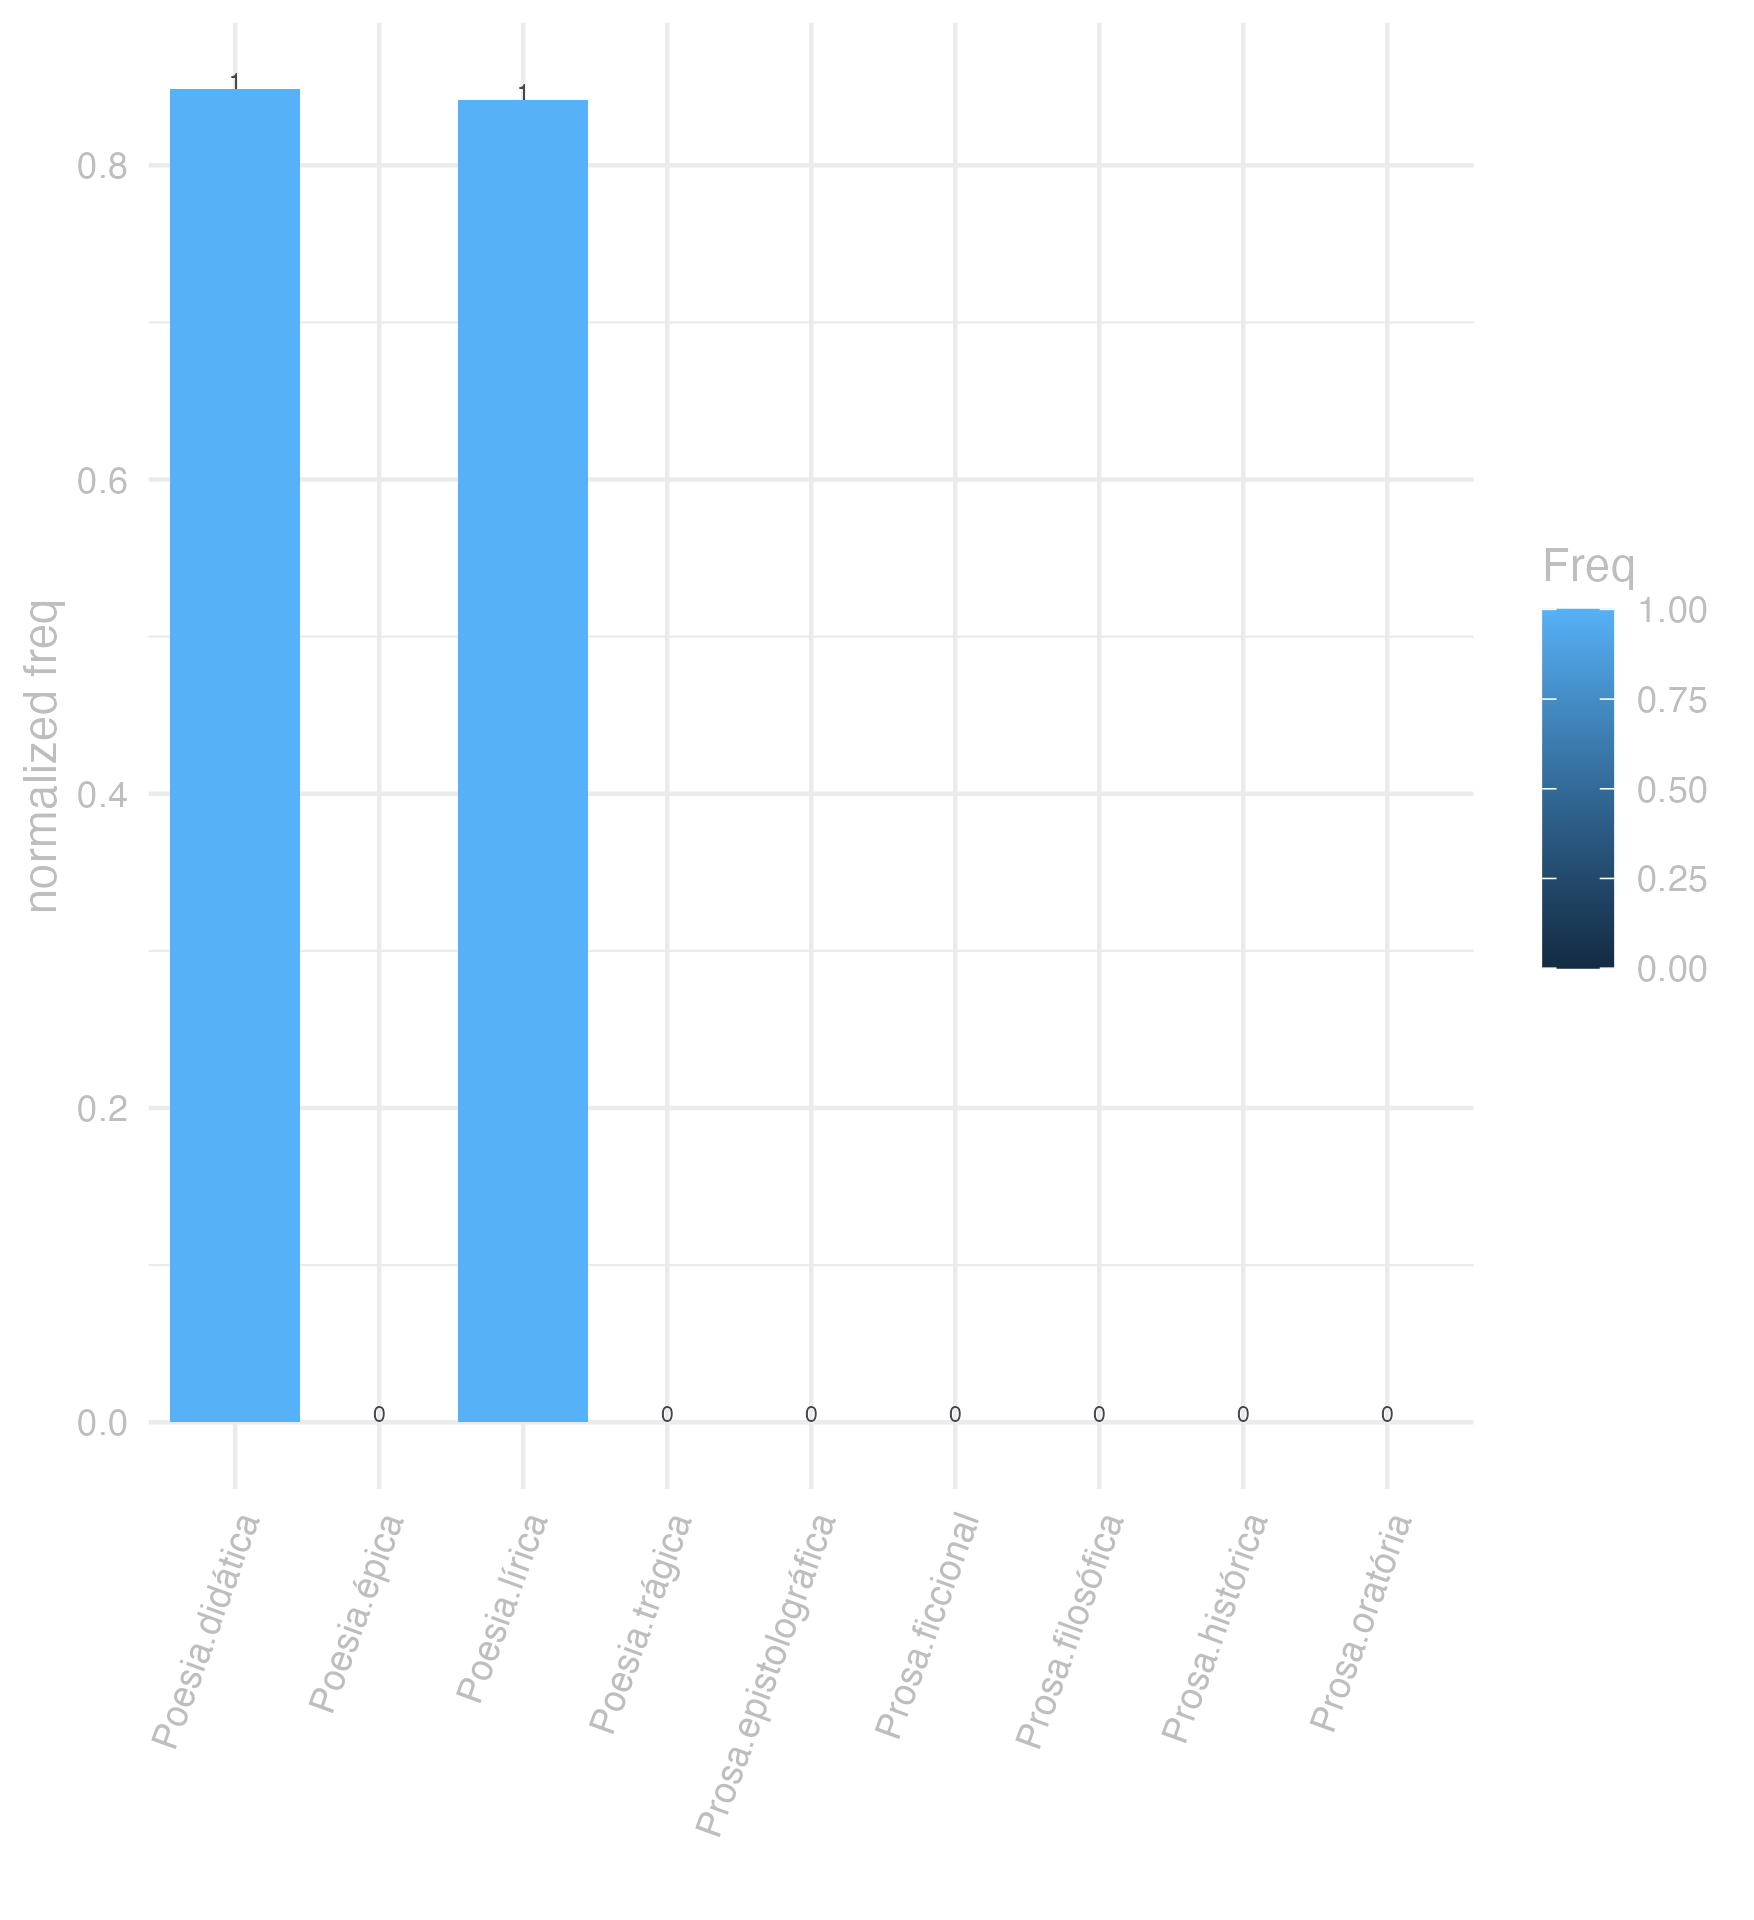 normalized freq
0.8
0.6
0.4
0.2
0.0
1
0
1
0
0
0
0
0
0
Poesia.didática
Poesia.épica
Poesia.lírica
Poesia.trágica
Prosa.epistolográfica
Prosa.ficcional
Prosa.filosófica
Prosa.histórica
Prosa.oratória
Freq
1.00
0.75
0.50
0.25
0.00